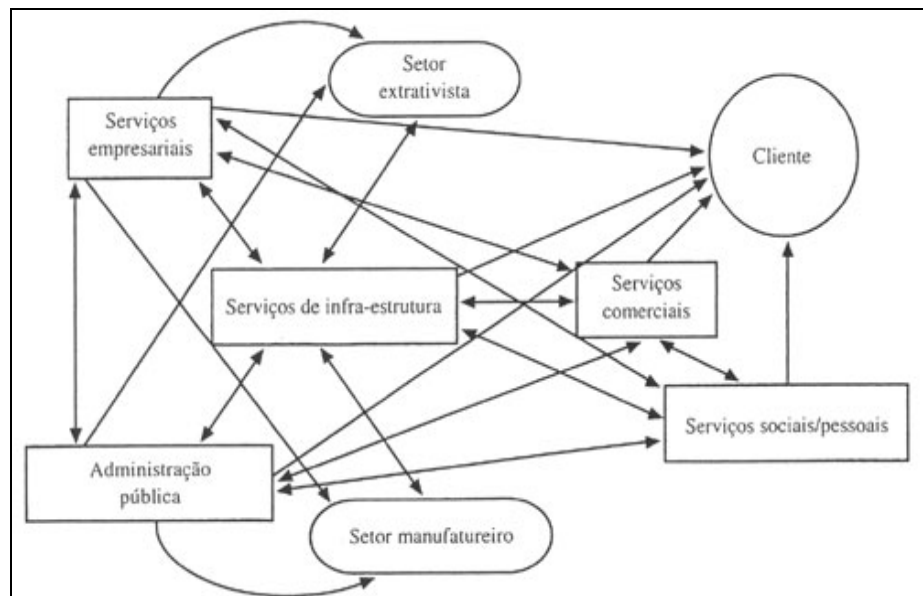 Setor
extrativista
Serviços
empresariais
Cliente
Serviços de infra-estrutura
Serviços
comerciais
Serviços sociais/pessoais
Administração
pública
Setor manufatureiro